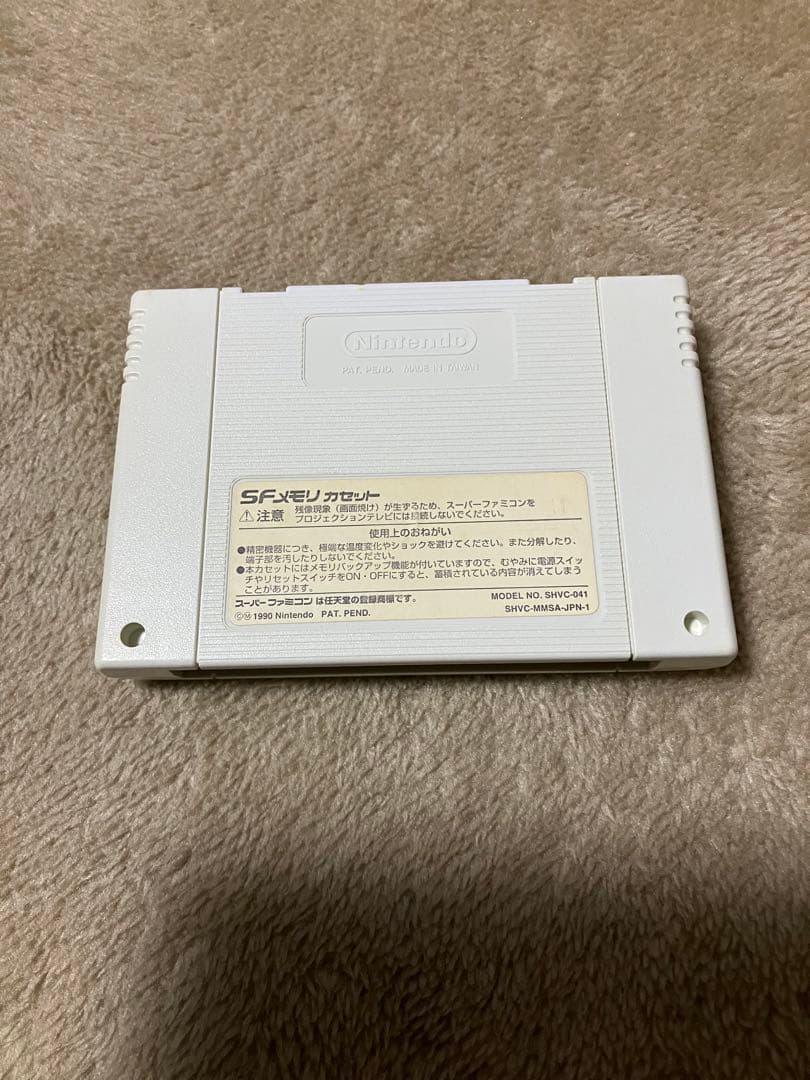 Nintendo
PAT. PEND. MADE IN TAIWAN
SFメモリ カセット
⚠注意 残像現象(画面焼け)が生ずるため、スーパーファミコンを
プロジェクションテレビには接続しないでください。
使用上のおねがい
●精密機器につき、極端な温度変化やショックを避けてください。また分解したり、
端子部を汚したりしないでください。
●本カセットにはメモリバックアップ機能が付いていますので、むやみに電源スイッ
チやリセットスイッチをON・OFFにすると、蓄積されている内容が消えてしまう
ことがあります。
スーパーファミコンは任天堂の登録商標です。
MODEL NO. SHVC-041
©Ⓜ1990 Nintendo PAT. PEND.
SHVC-MMSA-JPN-1